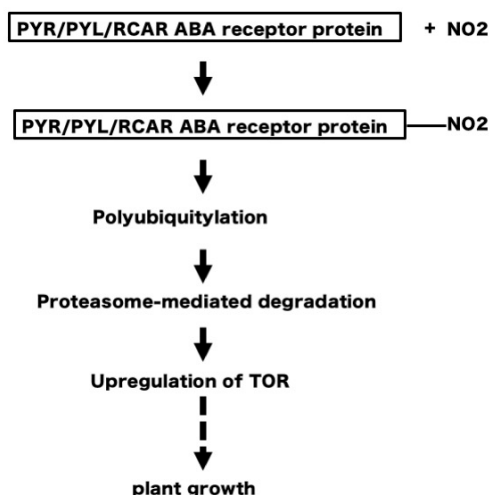 PYR/PYL/RCAR ABA receptor protein + NO2
PYR/PYL/RCAR ABA receptor protein NO2
Polyubiquitylation
Proteasome-mediated degradation
Upregulation of TOR
plant growth